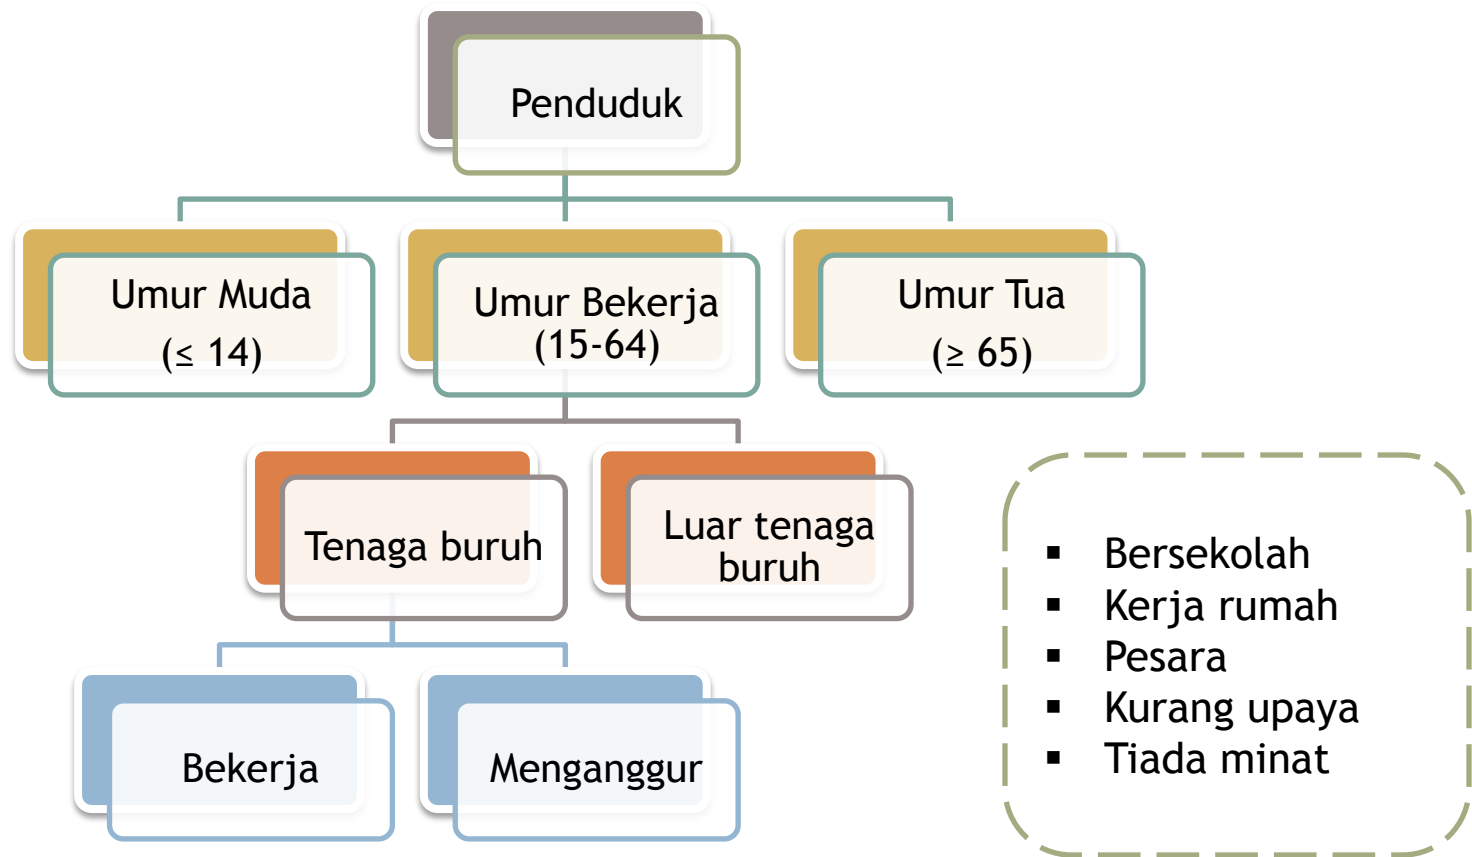 Penduduk
Umur Muda
(≤ 14)
Umur Bekerja
(15-64)
Umur Tua
(≥ 65)
Tenaga buruh
Luar tenaga
buruh
Bekerja
Menganggur
▪ Bersekolah
▪ Kerja rumah
▪ Pesara
▪ Kurang upaya
▪ Tiada minat